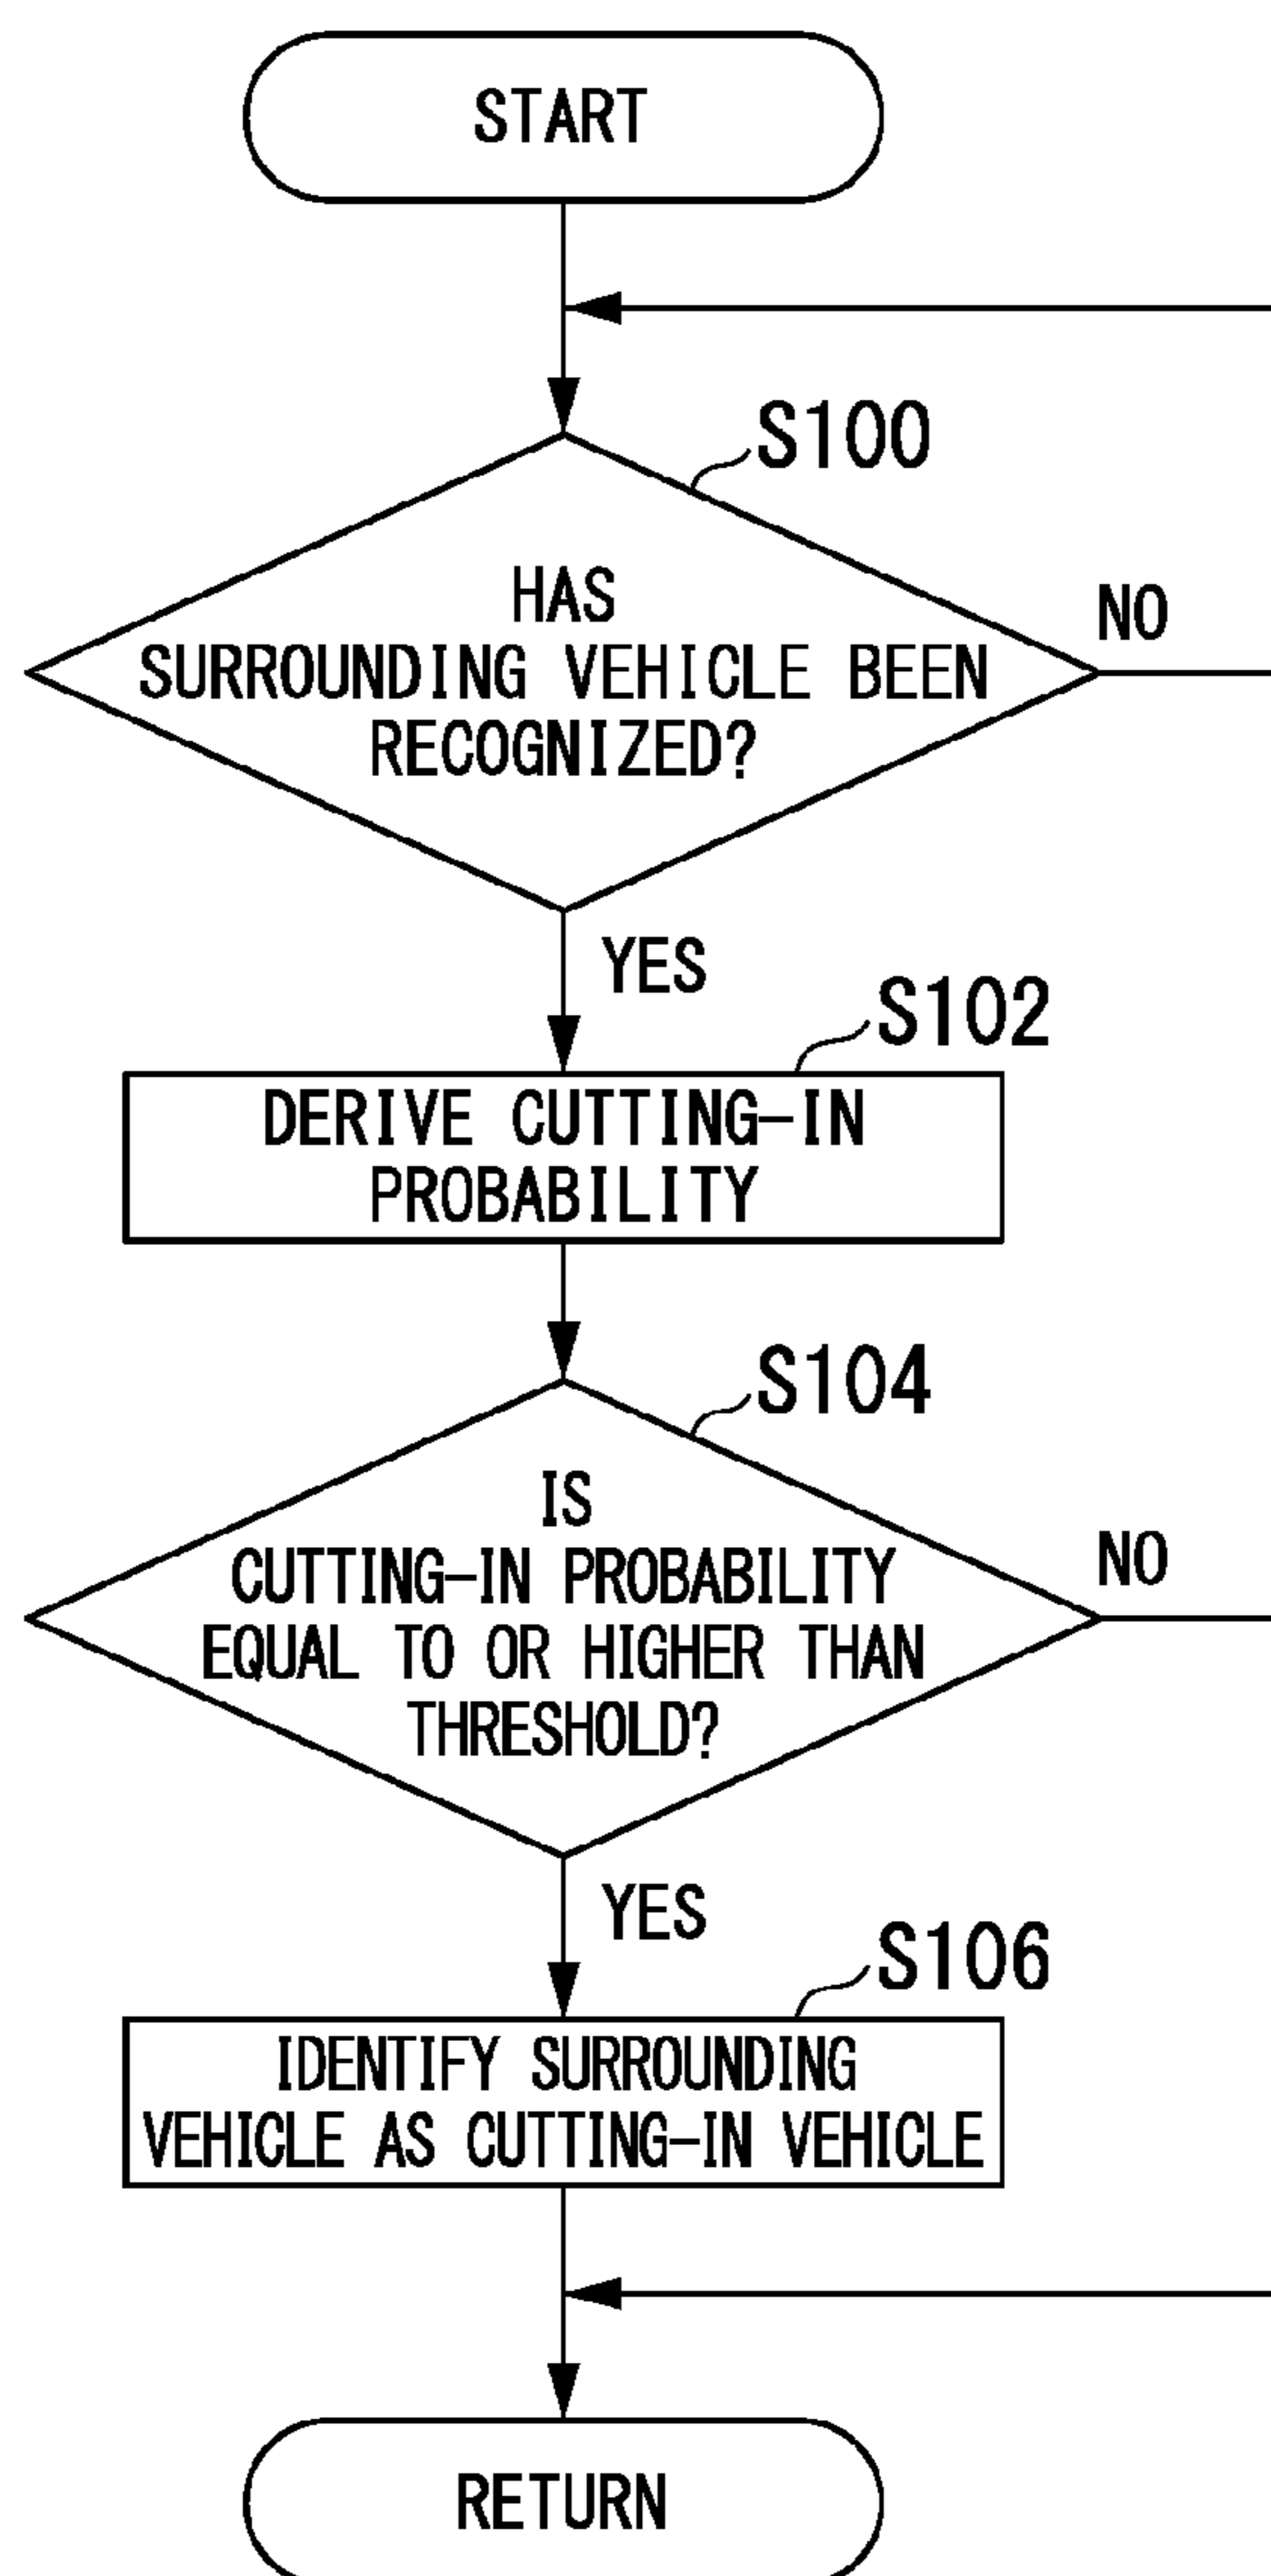 START
S100
HAS
SURROUNDING VEHICLE BEEN
RECOGNIZED?
NO
YES
S102
DERIVE CUTTING-IN
PROBABILITY
S104
IS
CUTTING-IN PROBABILITY
EQUAL TO OR HIGHER THAN
THRESHOLD?
NO
YES
S106
IDENTIFY SURROUNDING
VEHICLE AS CUTTING-IN VEHICLE
RETURN